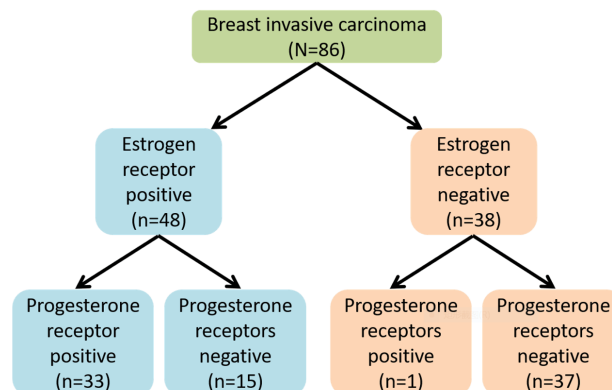 Breast invasive carcinoma
(N=86)
Estrogen
receptor
positive
(n=48)
Estrogen
receptor
negative
(n=38)
Progesterone
receptor
positive
(n=33)
Progesterone
receptors
negative
(n=15)
Progesterone
receptors
positive
(n=1)
Progesterone
receptors
negative
(n=37)